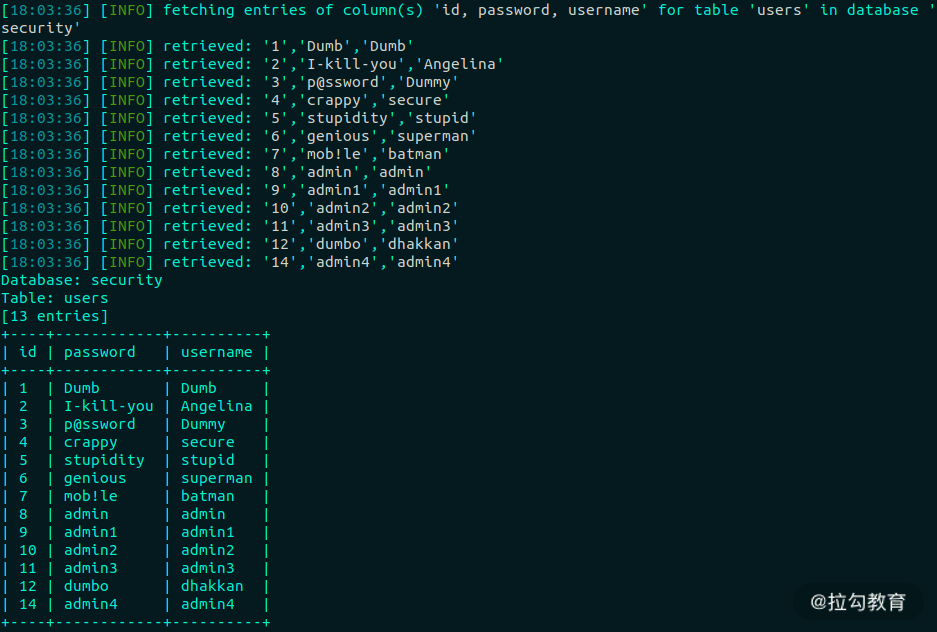 [18:03:36] [INFO] fetching entries of column(s) 'id, password, username' for table 'users' in database '
security'
[18:03:36] [INFO] retrieved: '1','Dumb','Dumb'
[18:03:36] [INFO] retrieved: '2','I-kill-you','Angelina'
[18:03:36] [INFO] retrieved: '3','p@ssword','Dummy'
[18:03:36] [INFO] retrieved: '4','crappy','secure'
[18:03:36] [INFO] retrieved: '5','stupidity','stupid'
[18:03:36] [INFO] retrieved: '6','genious','superman'
[18:03:36] [INFO] retrieved: '7','mob!le','batman'
[18:03:36] [INFO] retrieved: '8','admin','admin'
[18:03:36] [INFO] retrieved: '9','admin1','admin1'
[18:03:36] [INFO] retrieved: '10','admin2','admin2'
[18:03:36] [INFO] retrieved: '11','admin3','admin3'
[18:03:36] [INFO] retrieved: '12','dumbo','dhakkan'
[18:03:36] [INFO] retrieved: '14','admin4','admin4'
Database: security
Table: users
[13 entries]
+----+------------+----------+
| id | password   | username |
+----+------------+----------+
| 1  | Dumb       | Dumb     |
| 2  | I-kill-you | Angelina |
| 3  | p@ssword   | Dummy    |
| 4  | crappy     | secure   |
| 5  | stupidity  | stupid   |
| 6  | genious    | superman |
| 7  | mob!le     | batman   |
| 8  | admin      | admin    |
| 9  | admin1     | admin1   |
| 10 | admin2     | admin2   |
| 11 | admin3     | admin3   |
| 12 | dumbo      | dhakkan  |
| 14 | admin4     | admin4   |
+----+------------+----------+
@拉勾教育